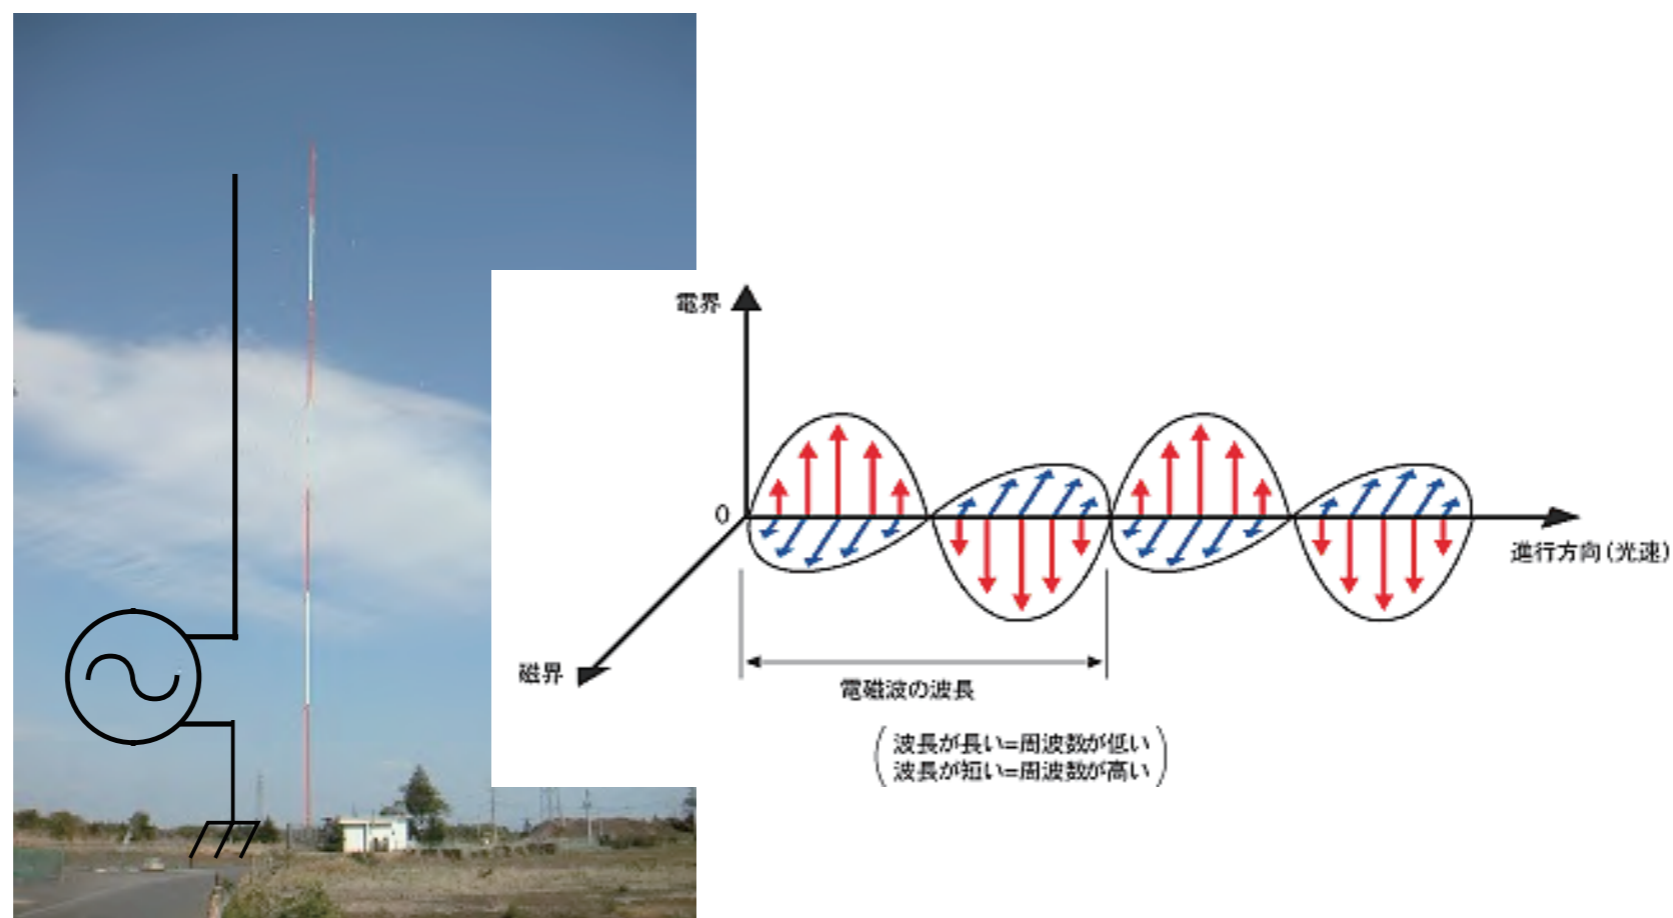 電界
0
進行方向(光速)
磁界
電磁波の波長
波長が長い=周波数が低い
波長が短い=周波数が高い